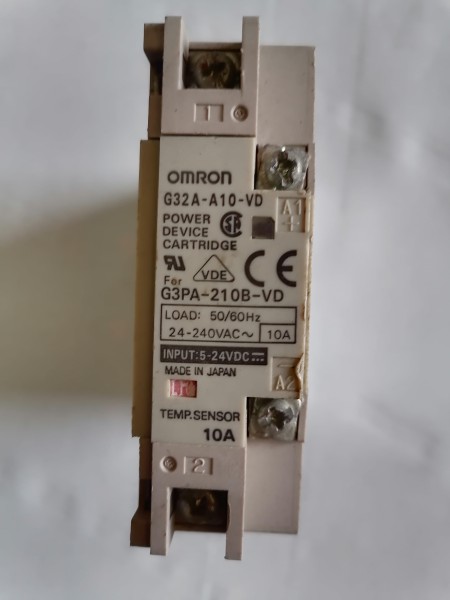 1
OMRON
G32A-A10-VD
A1
+
POWER
DEVICE
CARTRIDGE
VDE
CE
For
G3PA-210B-VD
LOAD: 50/60Hz
24-240VAC~ 10A
INPUT:5-24VDC
MADE IN JAPAN
-
A2
TEMP.SENSOR
10A
2